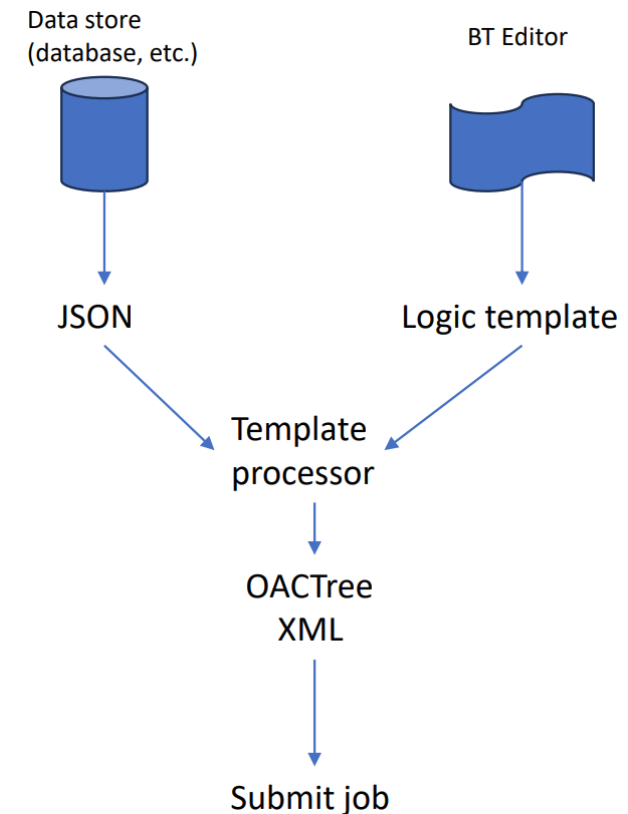 Data store
(database, etc.)
BT Editor
JSON
Logic template
Template
processor
OACTree
XML
Submit job